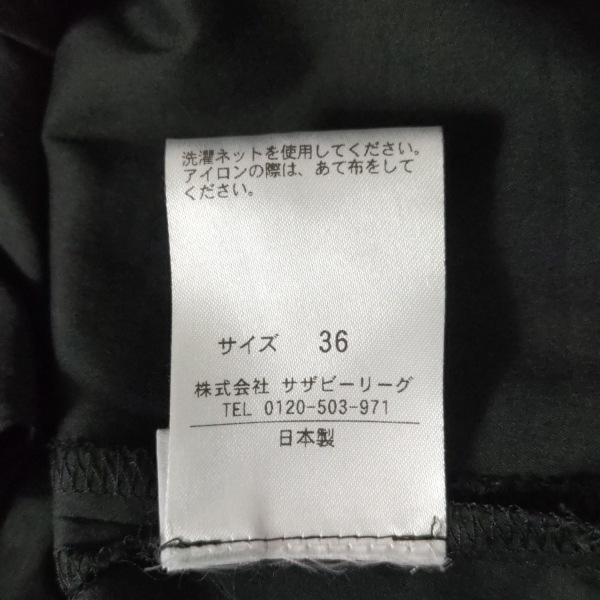 洗濯ネットを使用してください。
アイロンの際は、あて布をして
ください。
サイズ 36
株式会社 サザビーリーグ
TEL 0120-503-971
日本製